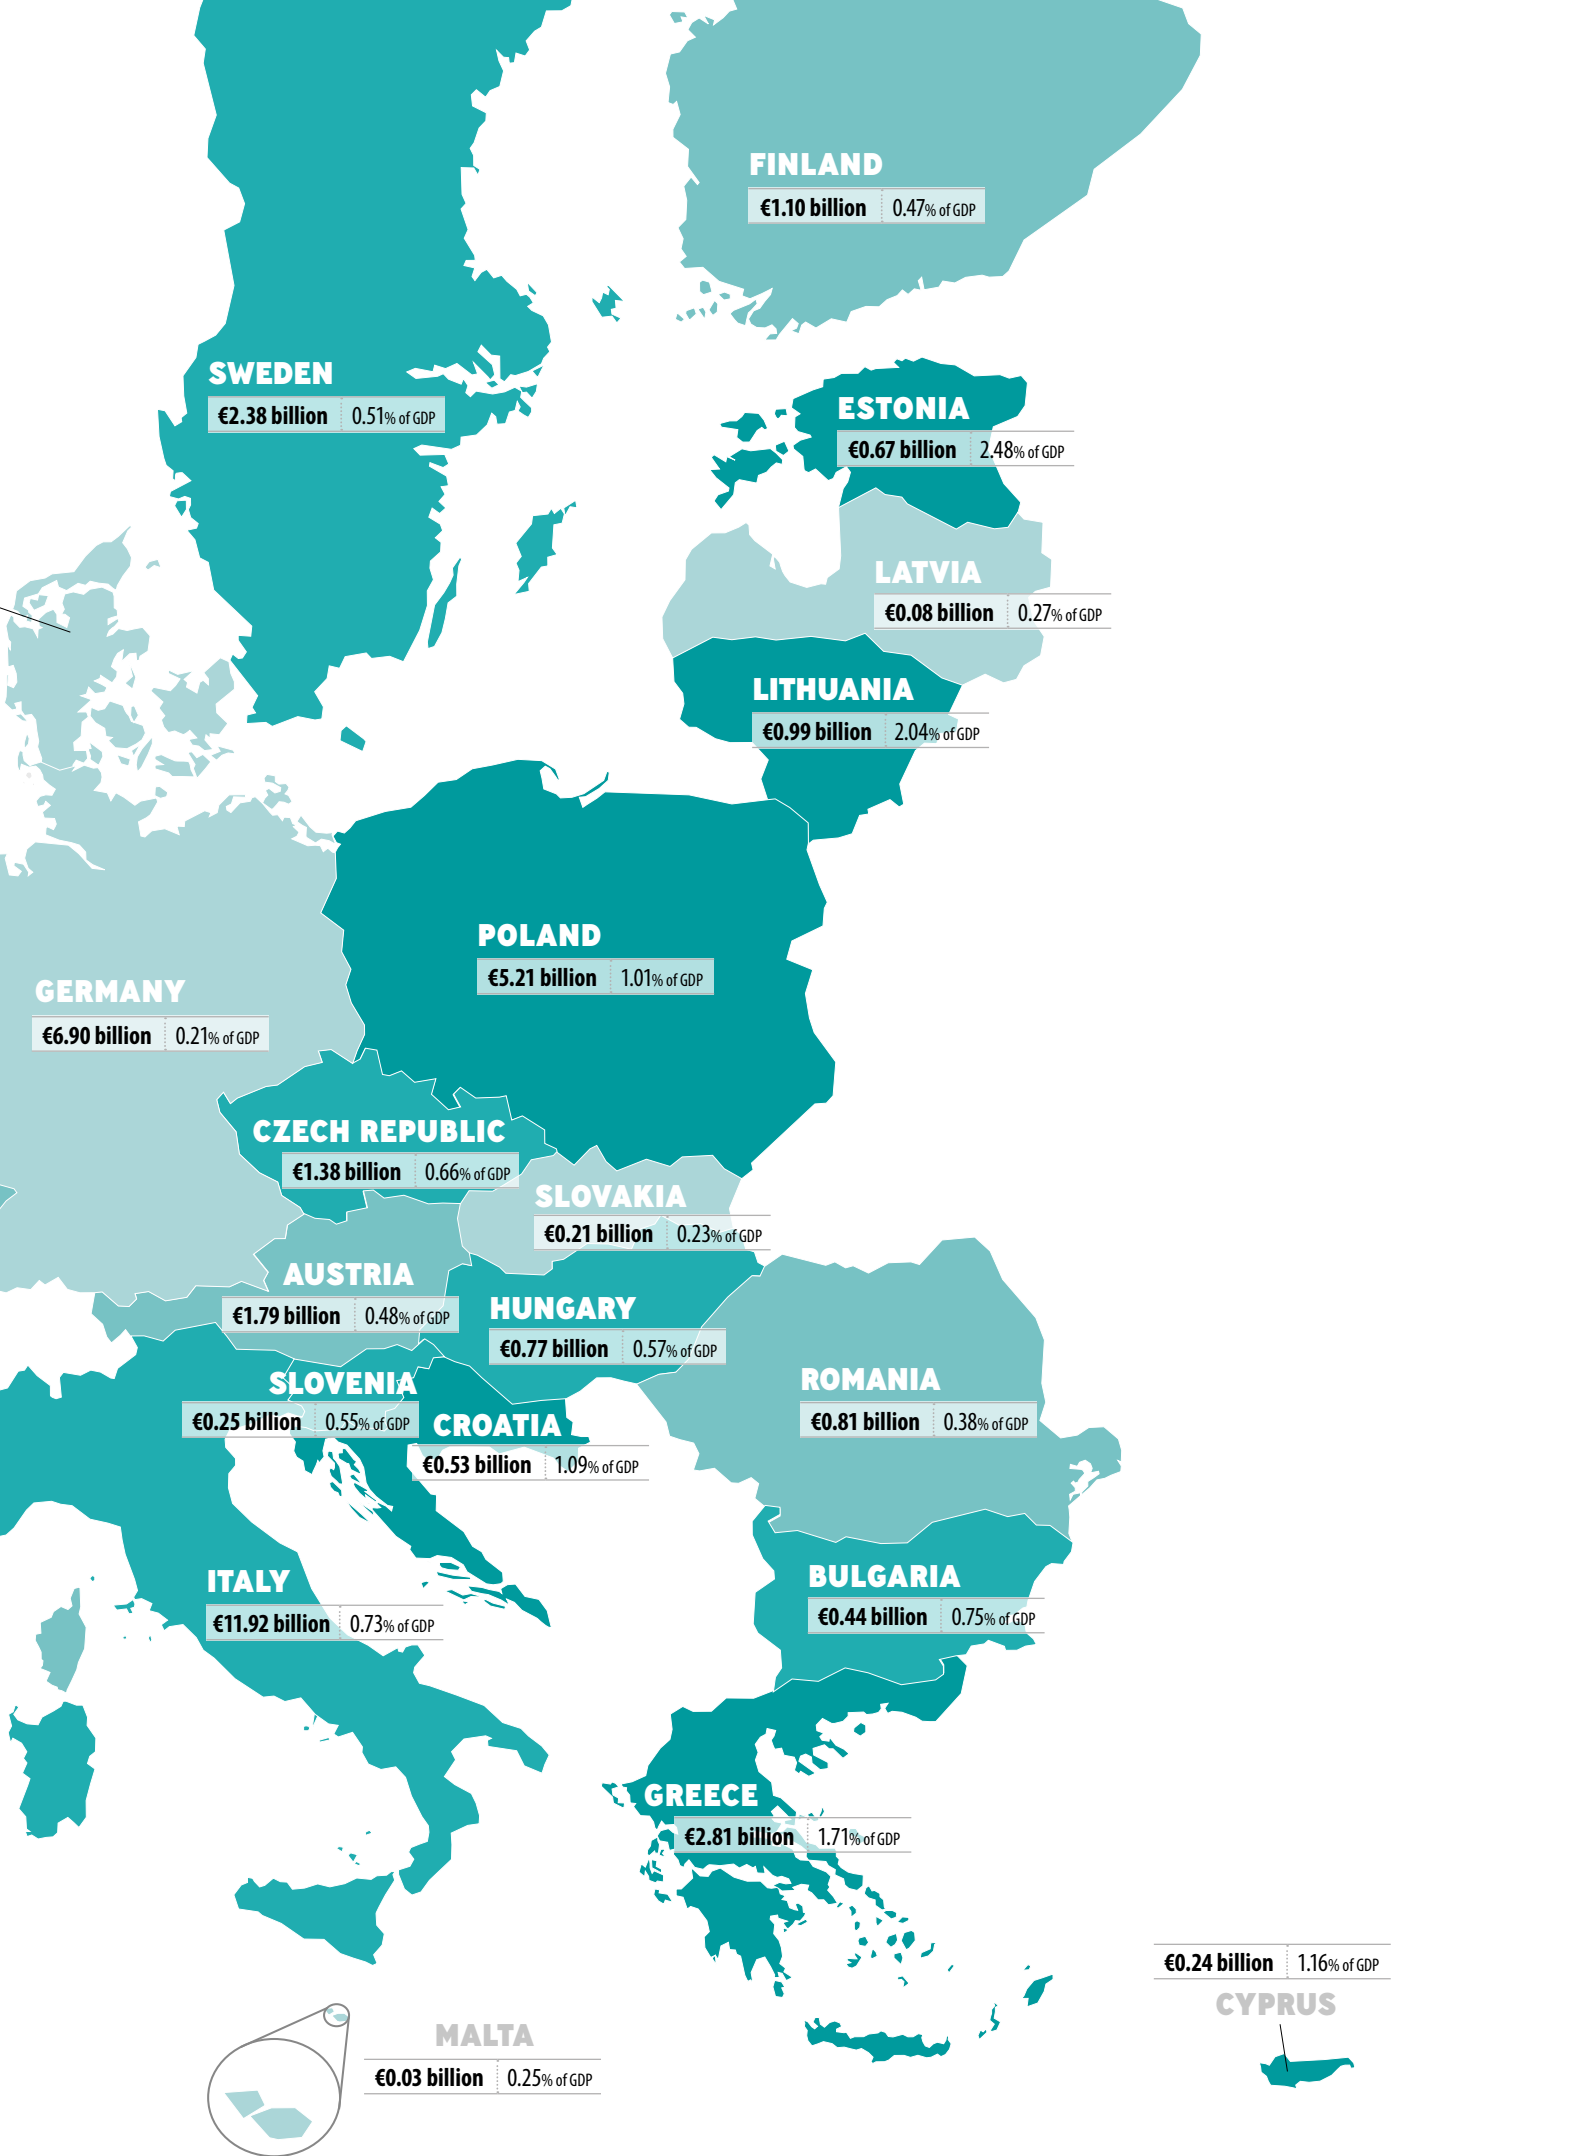 FINLAND
€1.10 billion 0.47% of GDP
SWEDEN
€2.38 billion 0.51% of GDP
ESTONIA
€0.67 billion 2.48% of GDP
LATVIA
€0.08 billion 0.27% of GDP
LITHUANIA
€0.99 billion 2.04% of GDP
POLAND
€5.21 billion 1.01% of GDP
GERMANY
€6.90 billion 0.21% of GDP
CZECH REPUBLIC
€1.38 billion 0.66% of GDP
SLOVAKIA
€0.21 billion 0.23% of GDP
AUSTRIA
€1.79 billion 0.48% of GDP
HUNGARY
€0.77 billion 0.57% of GDP
SLOVENIA
€0.25 billion 0.55% of GDP
ROMANIA
€0.81 billion 0.38% of GDP
CROATIA
€0.53 billion 1.09% of GDP
ITALY
€11.92 billion 0.73% of GDP
BULGARIA
€0.44 billion 0.75% of GDP
GREECE
€2.81 billion 1.71% of GDP
€0.24 billion 1.16% of GDP
CYPRUS
MALTA
€0.03 billion 0.25% of GDP